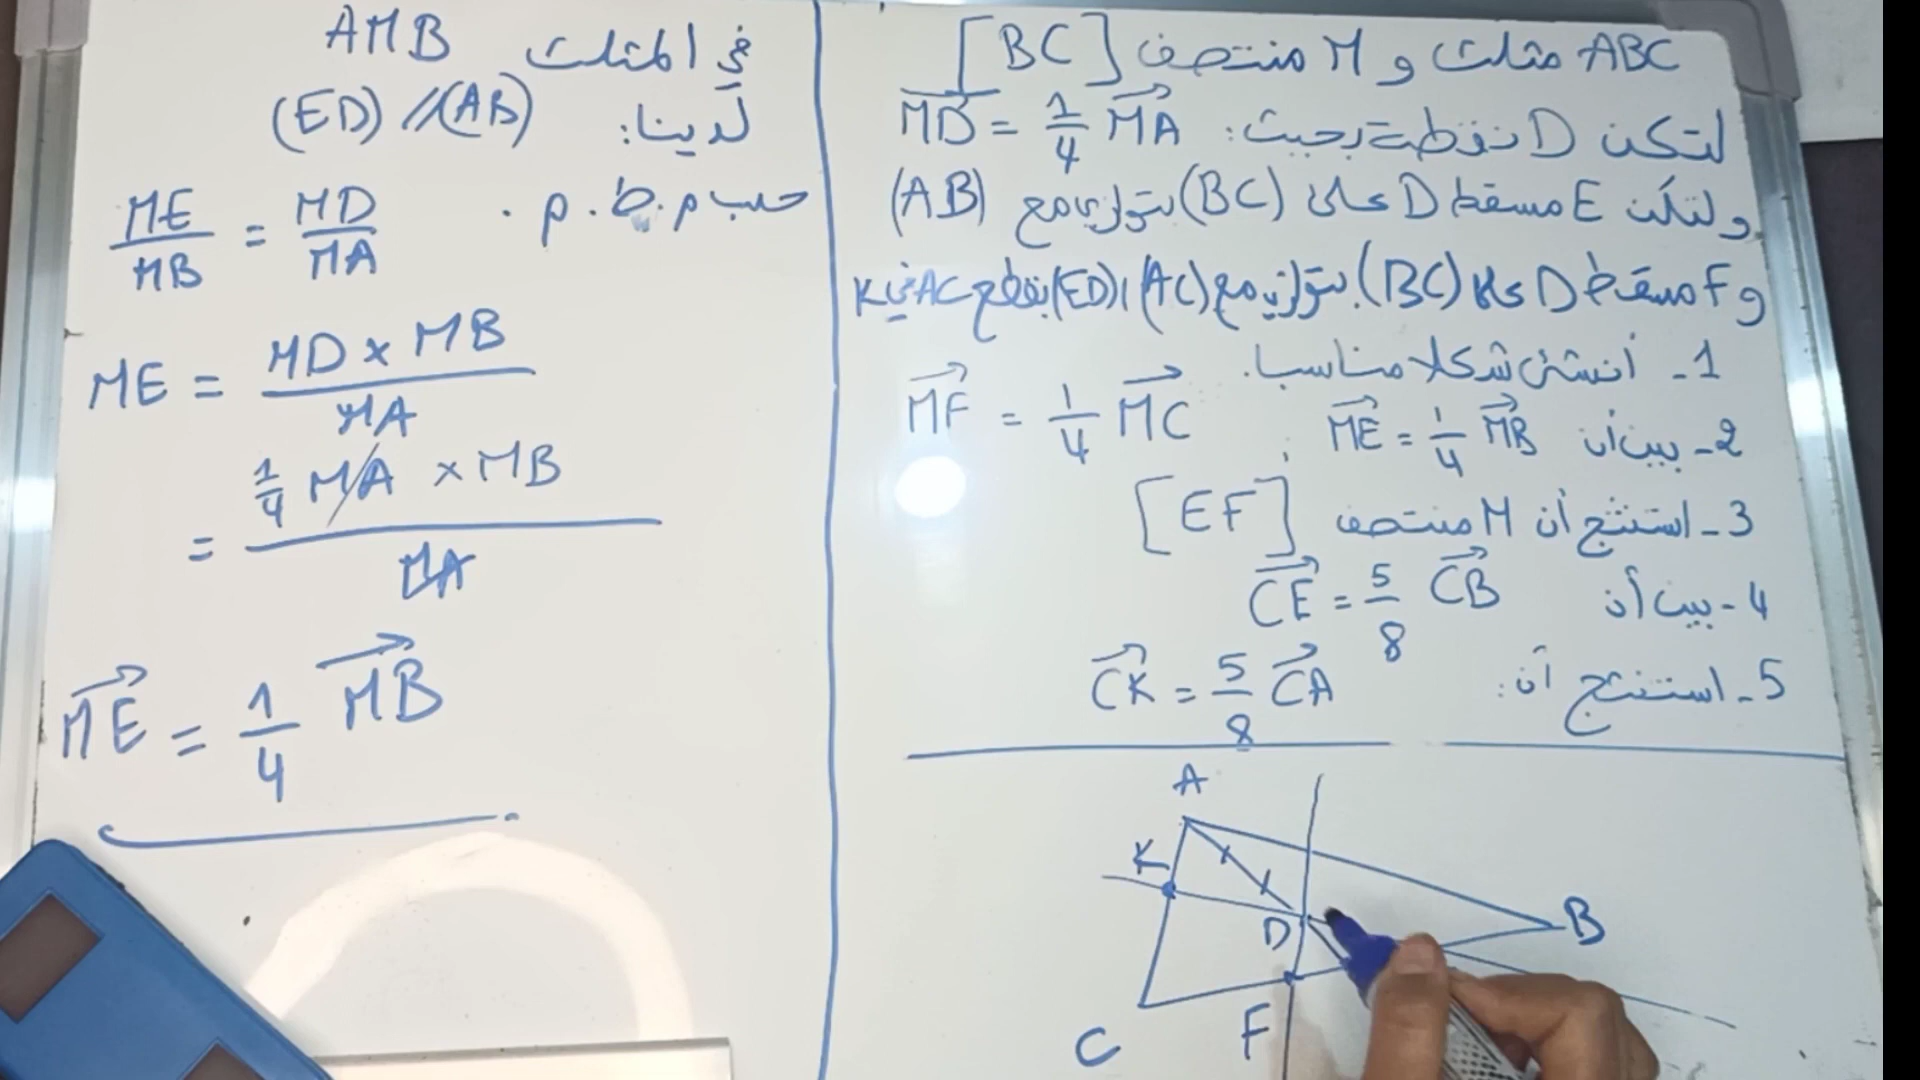 ABC مثلث و M منتصف [BC]
لتكن D نقطة بحيث: MD = 1/4 MA
ولتكن E مسقط D على (BC) بتوازي مع (AB)
و F مسقط D على (BC) بتوازي مع (AC) ، (ED) يقطع AC في K
1 - أنشئ شكلا مناسبا.
2 - بين أن ME = 1/4 MB ، MF = 1/4 MC
3 - استنتج أن M منتصف [EF]
4 - بين أن CE = 5/8 CB
5 - استنتج أن: CK = 5/8 CA
A
K
D
B
C
F
في المثلث AMB
لدينا: (ED) // (AB)
حسب م.ط.م.
ME/MB = MD/MA
ME = MD × MB / MA
= 1/4 MA × MB / MA
ME = 1/4 MB